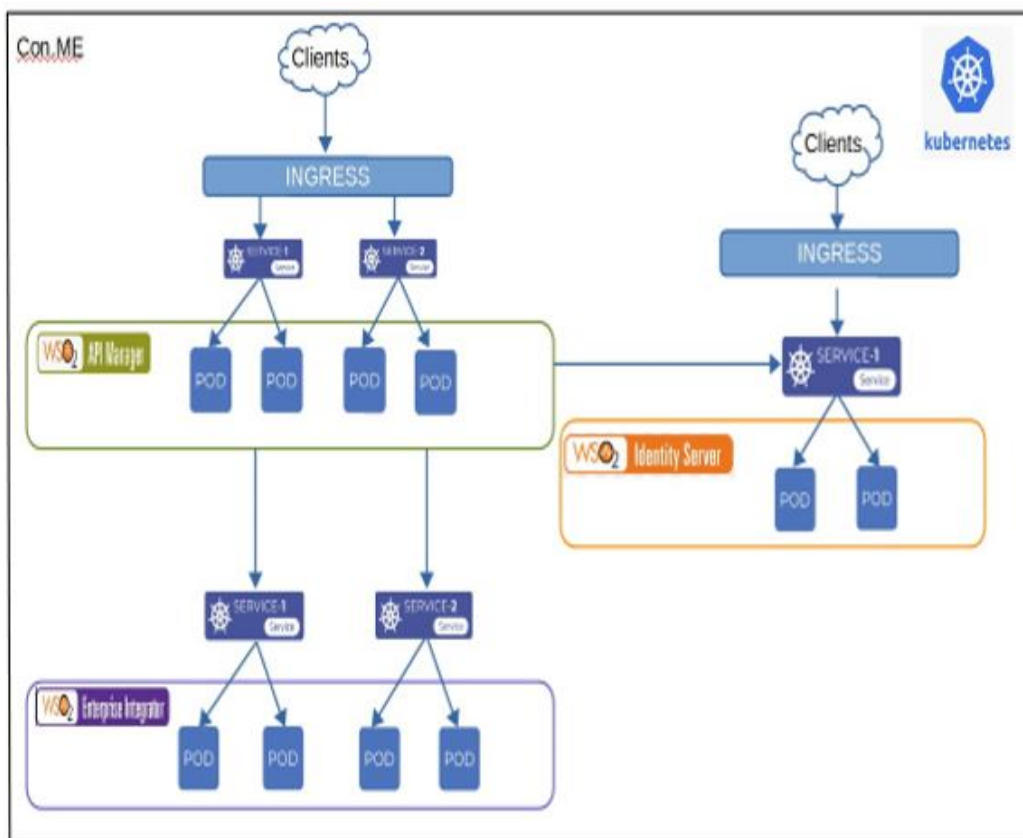 Con.ME
Clients
kubernetes
INGRESS
SERVICE-1
Service
SERVICE-2
Service
WSO2 API Manager
POD
POD
POD
POD
Clients
INGRESS
SERVICE-1
Service
WSO2 Identity Server
POD
POD
SERVICE-1
Service
SERVICE-2
Service
WSO2 Enterprise Integrator
POD
POD
POD
POD